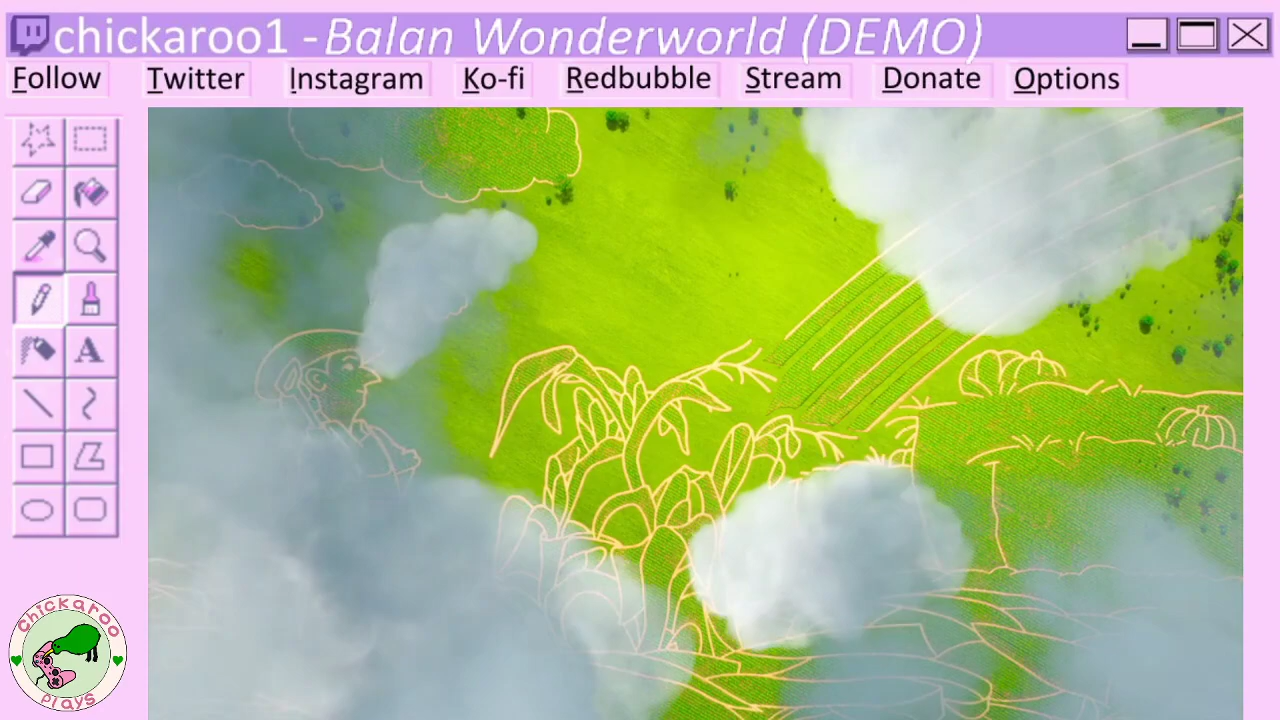 chickaroo1 - Balan Wonderworld (DEMO)
Follow Twitter Instagram Ko-fi Redbubble Stream Donate Options
A
Chickaroo
Plays